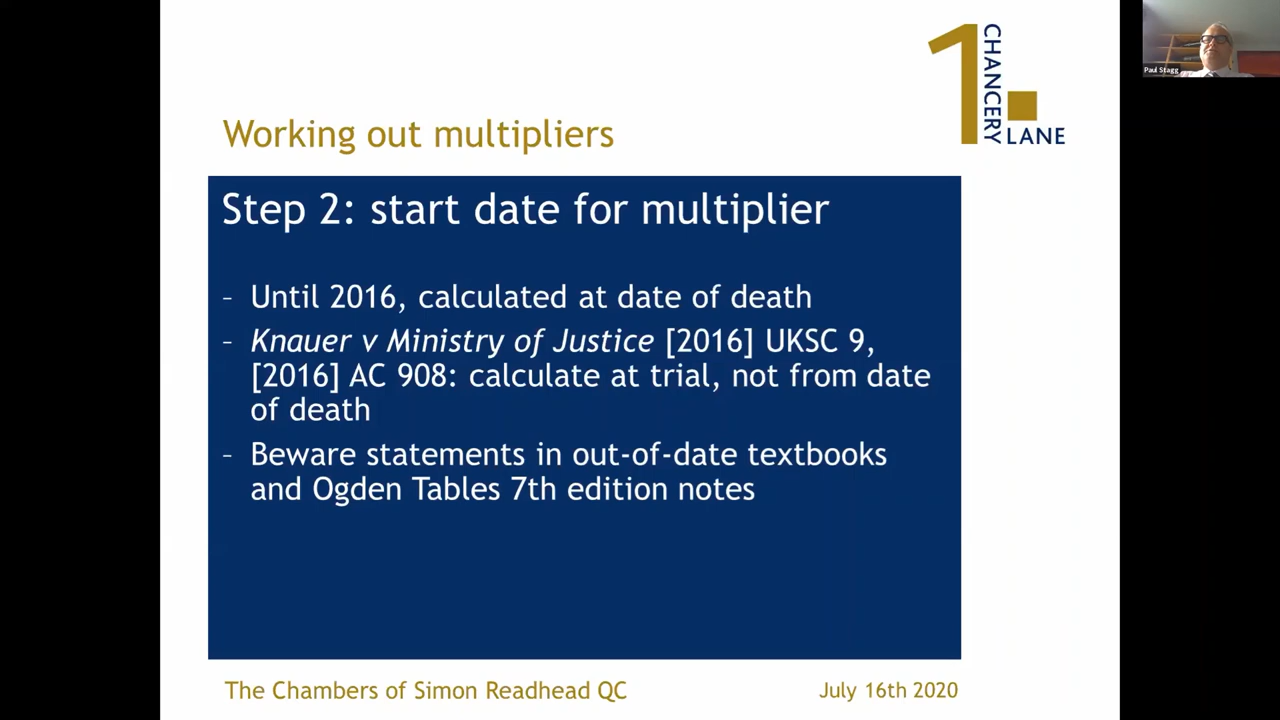 1
CHANCERY
LANE
Paul Stagg
Working out multipliers
Step 2: start date for multiplier
– Until 2016, calculated at date of death
– Knauer v Ministry of Justice [2016] UKSC 9,
[2016] AC 908: calculate at trial, not from date
of death
– Beware statements in out-of-date textbooks
and Ogden Tables 7th edition notes
The Chambers of Simon Readhead QC
July 16th 2020